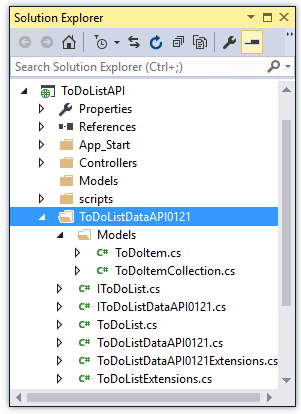 Solution Explorer
Search Solution Explorer (Ctrl+;)
ToDoListAPI
Properties
References
App_Start
Controllers
Models
scripts
ToDoListDataAPI0121
Models
C# ToDoItem.cs
C# ToDoItemCollection.cs
C# IToDoList.cs
C# IToDoListDataAPI0121.cs
C# ToDoList.cs
C# ToDoListDataAPI0121.cs
C# ToDoListDataAPI0121Extensions.cs
C# ToDoListExtensions.cs